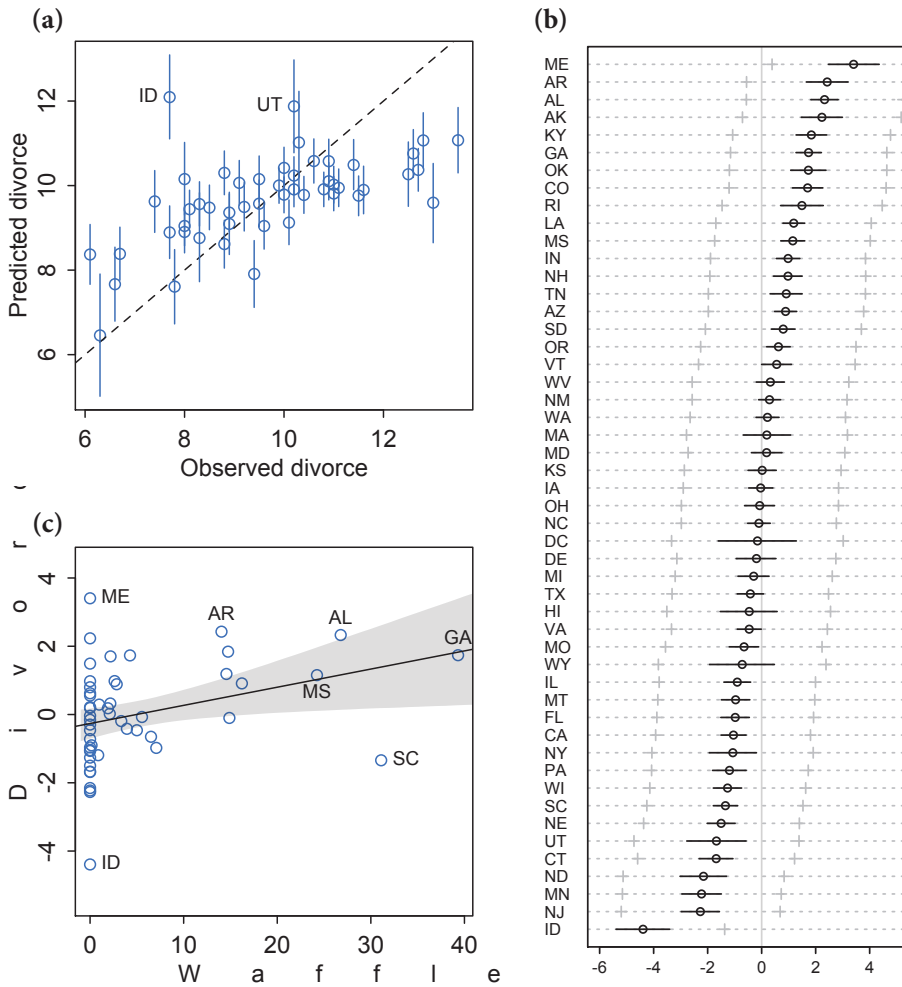 (a)
ID
UT
12
10
8
6
Predicted divorce
6 8 10 12
Observed divorce
(b)
ME
AR
AL
AK
KY
GA
OK
CO
RI
LA
MS
IN
NH
TN
AZ
SD
OR
VT
WV
NM
WA
MA
MD
KS
IA
OH
NC
DC
DE
MI
TX
HI
VA
MO
WY
IL
MT
FL
CA
NY
PA
WI
SC
NE
UT
CT
ND
MN
NJ
ID
-6 -4 -2 0 2 4
(c)
ME
AR
AL
GA
MS
SC
ID
4
2
0
-2
-4
D i v o r
0 10 20 30 40
W a f f l e